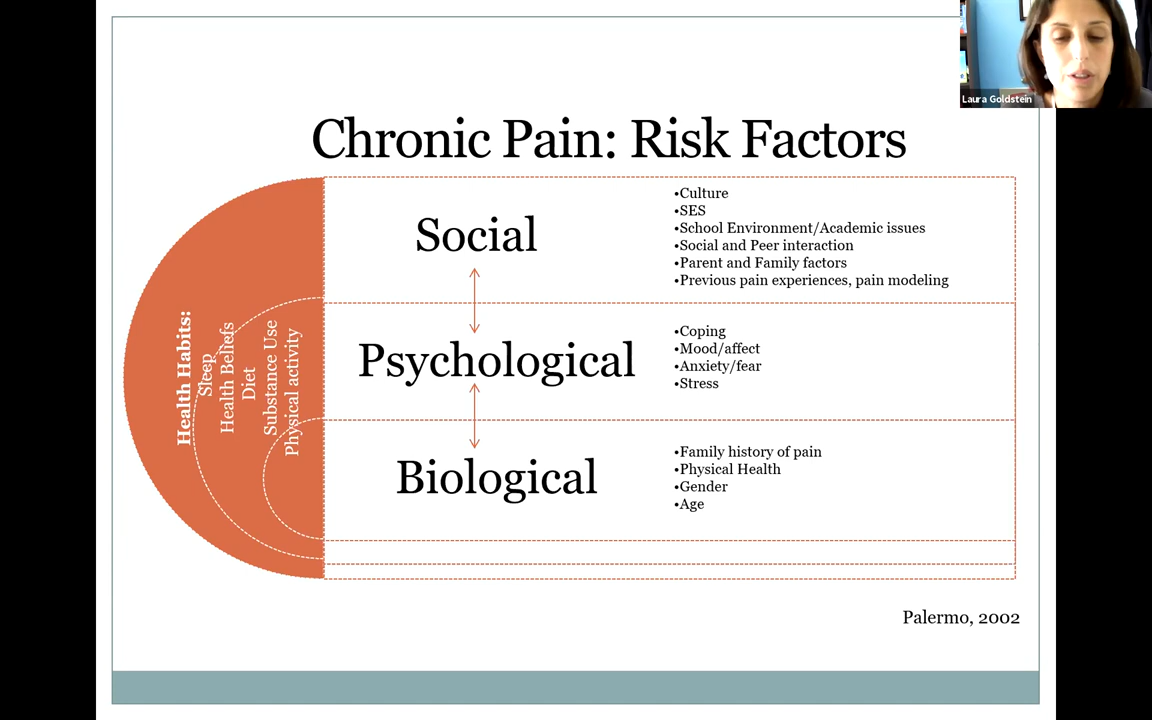 Laura Goldstein
Chronic Pain: Risk Factors
Health Habits:
Sleep
Health Beliefs
Diet
Substance Use
Physical activity
Social
•Culture
•SES
•School Environment/Academic issues
•Social and Peer interaction
•Parent and Family factors
•Previous pain experiences, pain modeling
Psychological
•Coping
•Mood/affect
•Anxiety/fear
•Stress
Biological
•Family history of pain
•Physical Health
•Gender
•Age
Palermo, 2002